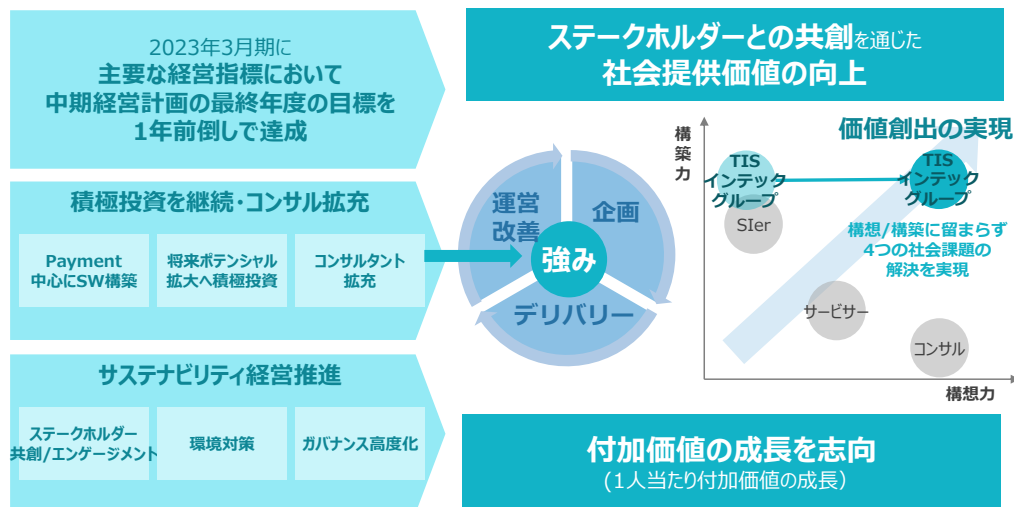 2023年3月期に
主要な経営指標において
中期経営計画の最終年度の目標を
1年前倒しで達成
積極投資を継続・コンサル拡充
Payment
中心にSW構築
将来ポテンシャル
拡大へ積極投資
コンサルタント
拡充
サステナビリティ経営推進
ステークホルダー
共創/エンゲージメント
環境対策
ガバナンス高度化
ステークホルダーとの共創を通じた
社会提供価値の向上
運営
改善
企画
強み
デリバリー
構築力
価値創出の実現
TIS
インテック
グループ
TIS
インテック
グループ
SIer
構想/構築に留まらず
4つの社会課題の
解決を実現
サービサー
コンサル
構想力
付加価値の成長を志向
(1人当たり付加価値の成長)